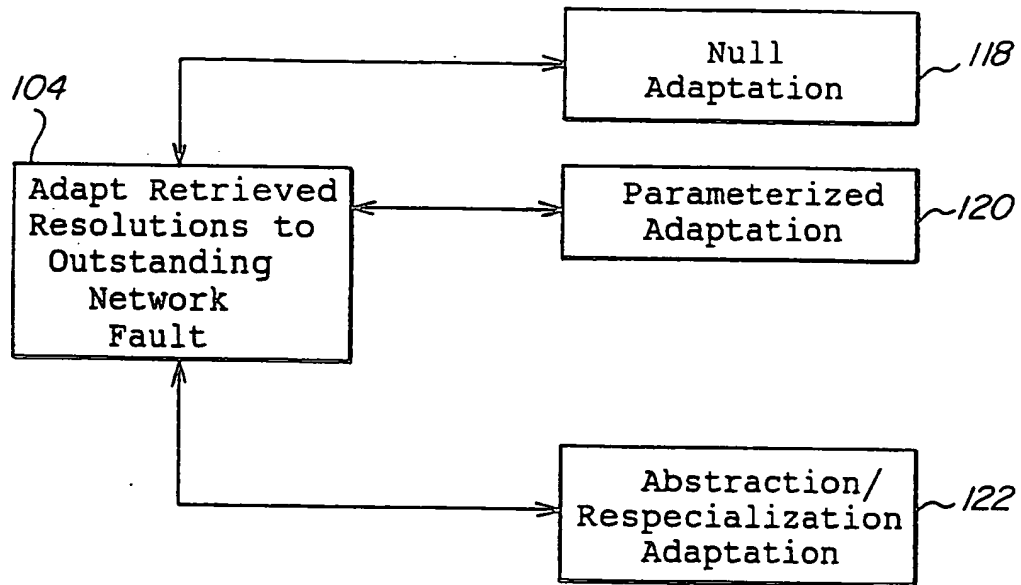 Null
Adaptation
118
104
Adapt Retrieved
Resolutions to
Outstanding
Network
Fault
Parameterized
Adaptation
120
Abstraction/
Respecialization
Adaptation
122